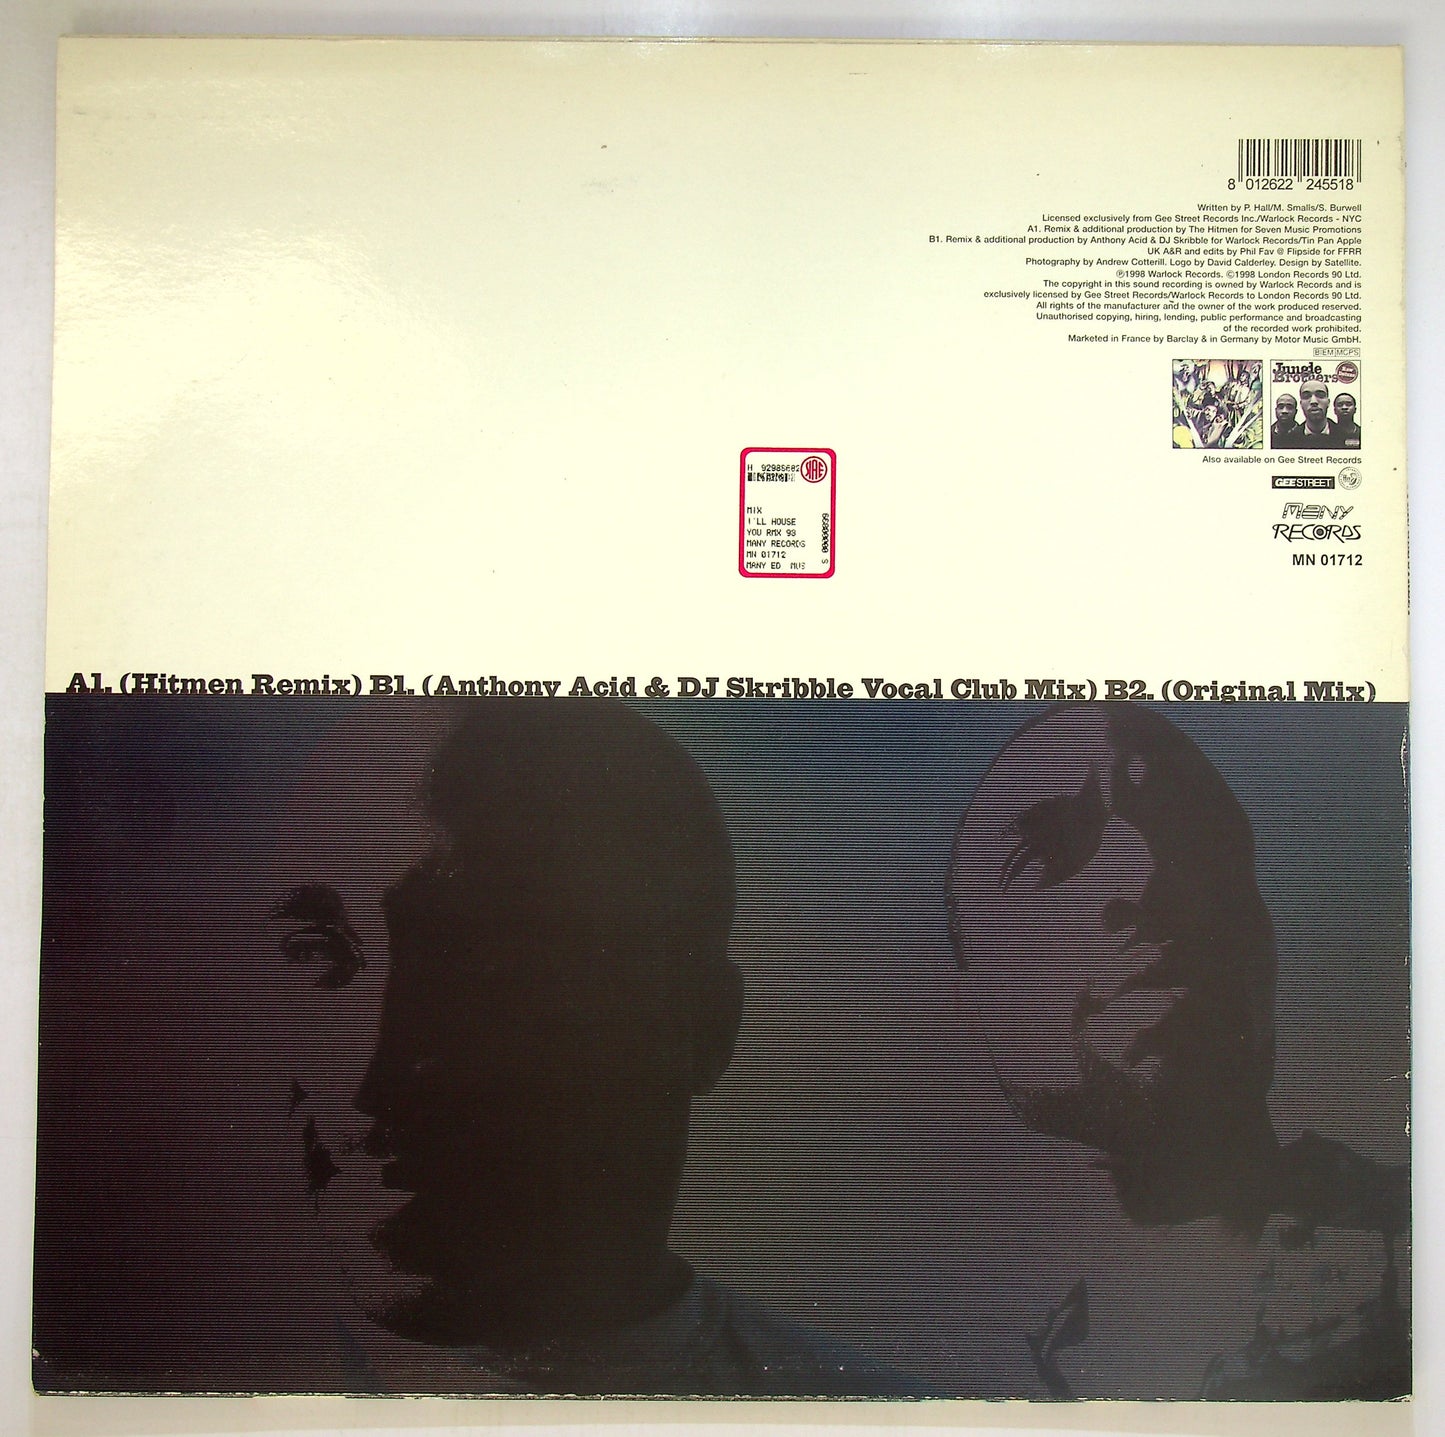 8 012622 245518
Written by P. Hall/M. Smalls/S. Burwell
Licensed exclusively from Gee Street Records Inc./Warlock Records - NYC
A1. Remix & additional production by The Hitmen for Seven Music Promotions
B1. Remix & additional production by Anthony Acid & DJ Skribble for Warlock Records/Tin Pan Apple
UK A&R and edits by Phil Fav @ Flipside for FFRR
Photography by Andrew Cotterill. Logo by David Calderley. Design by Satellite.
℗1998 Warlock Records. ©1998 London Records 90 Ltd.
The copyright in this sound recording is owned by Warlock Records and is
exclusively licensed by Gee Street Records/Warlock Records to London Records 90 Ltd.
All rights of the manufacturer and the owner of the work produced reserved.
Unauthorised copying, hiring, lending, public performance and broadcasting
of the recorded work prohibited.
Marketed in France by Barclay & in Germany by Motor Music GmbH.
BIEM MCPS
Jungle
Brothers
Also available on Gee Street Records
GEE STREET
MANY
RECORDS
MN 01712
SIAE
MIX
I'LL HOUSE
YOU RMX 98
MANY RECORDS
MN 01712
MANY ED MUS
A1. (Hitmen Remix) B1. (Anthony Acid & DJ Skribble Vocal Club Mix) B2. (Original Mix)